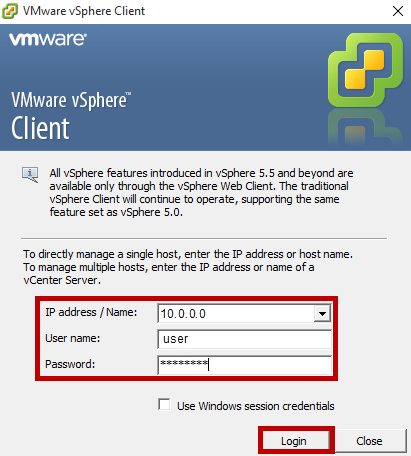 VMware vSphere Client
vmware®
VMware vSphere™
Client
All vSphere features introduced in vSphere 5.5 and beyond are
available only through the vSphere Web Client. The traditional
vSphere Client will continue to operate, supporting the same
feature set as vSphere 5.0.
To directly manage a single host, enter the IP address or host name.
To manage multiple hosts, enter the IP address or name of a
vCenter Server.
IP address / Name: 10.0.0.0
User name: user
Password: ********
Use Windows session credentials
Login Close